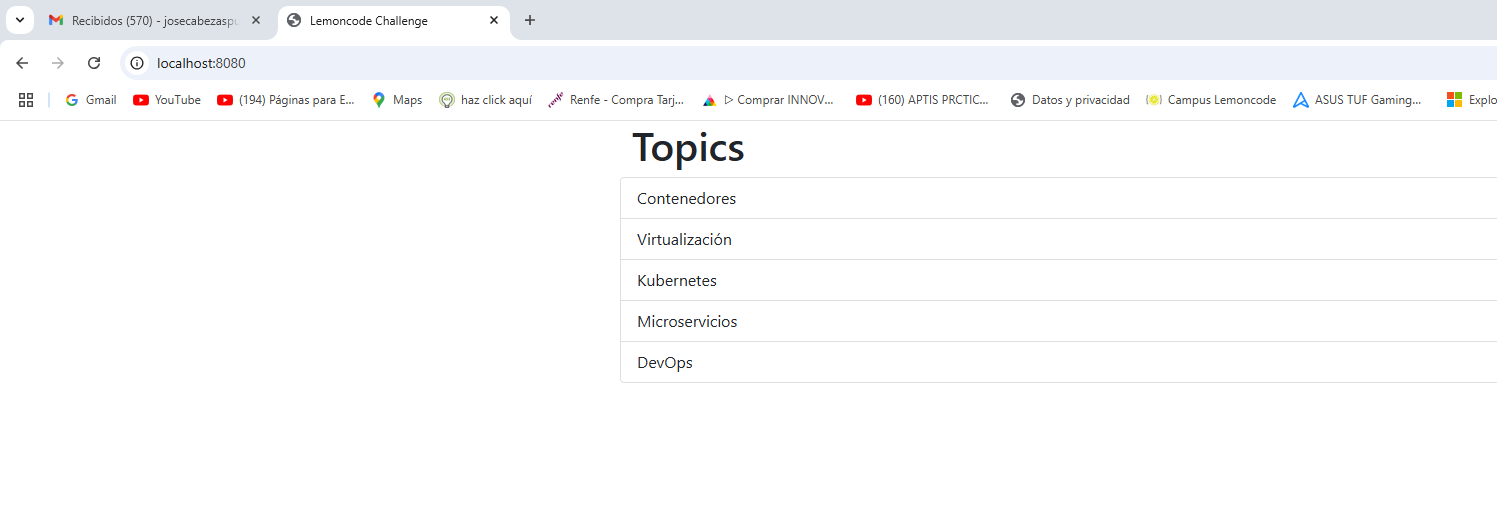 Recibidos (570) - josecabezaspu
Lemoncode Challenge
localhost:8080
Gmail YouTube (194) Páginas para E... Maps haz click aquí Renfe - Compra Tarj... ▷ Comprar INNOV... (160) APTIS PRCTIC... Datos y privacidad Campus Lemoncode ASUS TUF Gaming... Explo
Topics
Contenedores
Virtualización
Kubernetes
Microservicios
DevOps